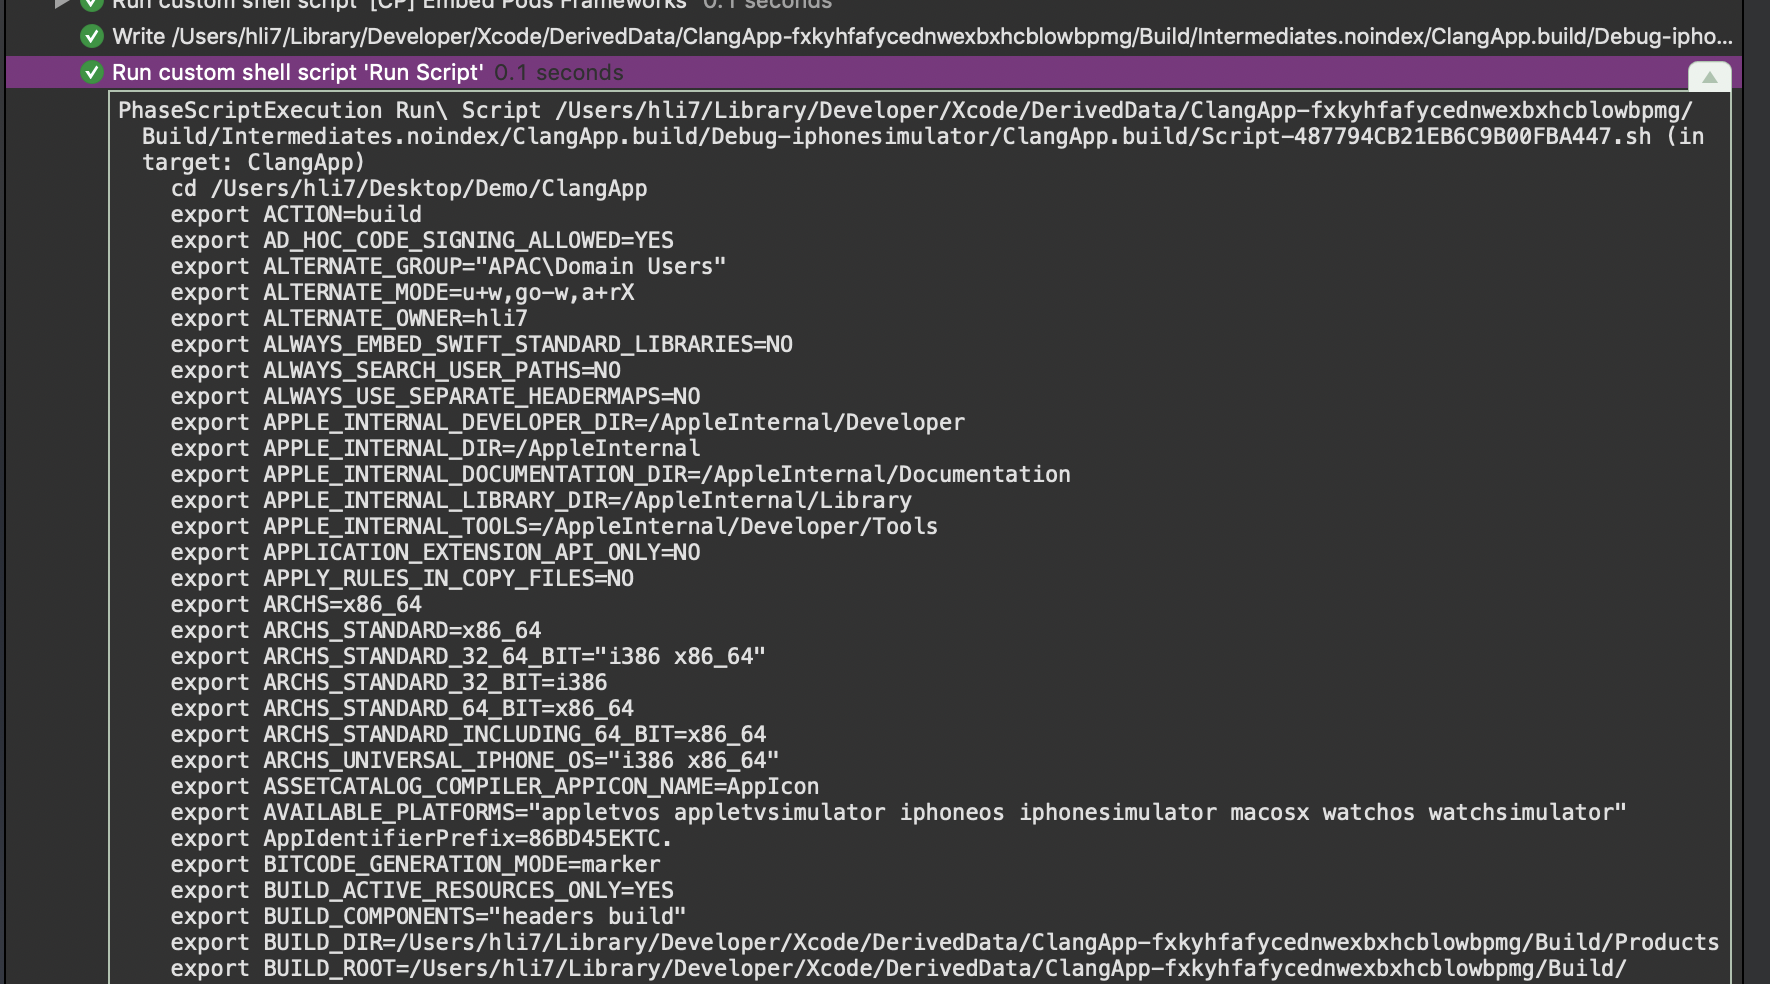 Run custom shell script '[CP] Embed Pods Frameworks' 0.1 seconds
Write /Users/hli7/Library/Developer/Xcode/DerivedData/ClangApp-fxkyhfafycednwexbxhcblowbpmg/Build/Intermediates.noindex/ClangApp.build/Debug-ipho...
Run custom shell script 'Run Script' 0.1 seconds
PhaseScriptExecution Run\ Script /Users/hli7/Library/Developer/Xcode/DerivedData/ClangApp-fxkyhfafycednwexbxhcblowbpmg/
Build/Intermediates.noindex/ClangApp.build/Debug-iphonesimulator/ClangApp.build/Script-487794CB21EB6C9B00FBA447.sh (in
target: ClangApp)
cd /Users/hli7/Desktop/Demo/ClangApp
export ACTION=build
export AD_HOC_CODE_SIGNING_ALLOWED=YES
export ALTERNATE_GROUP="APAC\Domain Users"
export ALTERNATE_MODE=u+w,go-w,a+rX
export ALTERNATE_OWNER=hli7
export ALWAYS_EMBED_SWIFT_STANDARD_LIBRARIES=NO
export ALWAYS_SEARCH_USER_PATHS=NO
export ALWAYS_USE_SEPARATE_HEADERMAPS=NO
export APPLE_INTERNAL_DEVELOPER_DIR=/AppleInternal/Developer
export APPLE_INTERNAL_DIR=/AppleInternal
export APPLE_INTERNAL_DOCUMENTATION_DIR=/AppleInternal/Documentation
export APPLE_INTERNAL_LIBRARY_DIR=/AppleInternal/Library
export APPLE_INTERNAL_TOOLS=/AppleInternal/Developer/Tools
export APPLICATION_EXTENSION_API_ONLY=NO
export APPLY_RULES_IN_COPY_FILES=NO
export ARCHS=x86_64
export ARCHS_STANDARD=x86_64
export ARCHS_STANDARD_32_64_BIT="i386 x86_64"
export ARCHS_STANDARD_32_BIT=i386
export ARCHS_STANDARD_64_BIT=x86_64
export ARCHS_STANDARD_INCLUDING_64_BIT=x86_64
export ARCHS_UNIVERSAL_IPHONE_OS="i386 x86_64"
export ASSETCATALOG_COMPILER_APPICON_NAME=AppIcon
export AVAILABLE_PLATFORMS="appletvos appletvsimulator iphoneos iphonesimulator macosx watchos watchsimulator"
export AppIdentifierPrefix=86BD45EKTC.
export BITCODE_GENERATION_MODE=marker
export BUILD_ACTIVE_RESOURCES_ONLY=YES
export BUILD_COMPONENTS="headers build"
export BUILD_DIR=/Users/hli7/Library/Developer/Xcode/DerivedData/ClangApp-fxkyhfafycednwexbxhcblowbpmg/Build/Products
export BUILD_ROOT=/Users/hli7/Library/Developer/Xcode/DerivedData/ClangApp-fxkyhfafycednwexbxhcblowbpmg/Build/